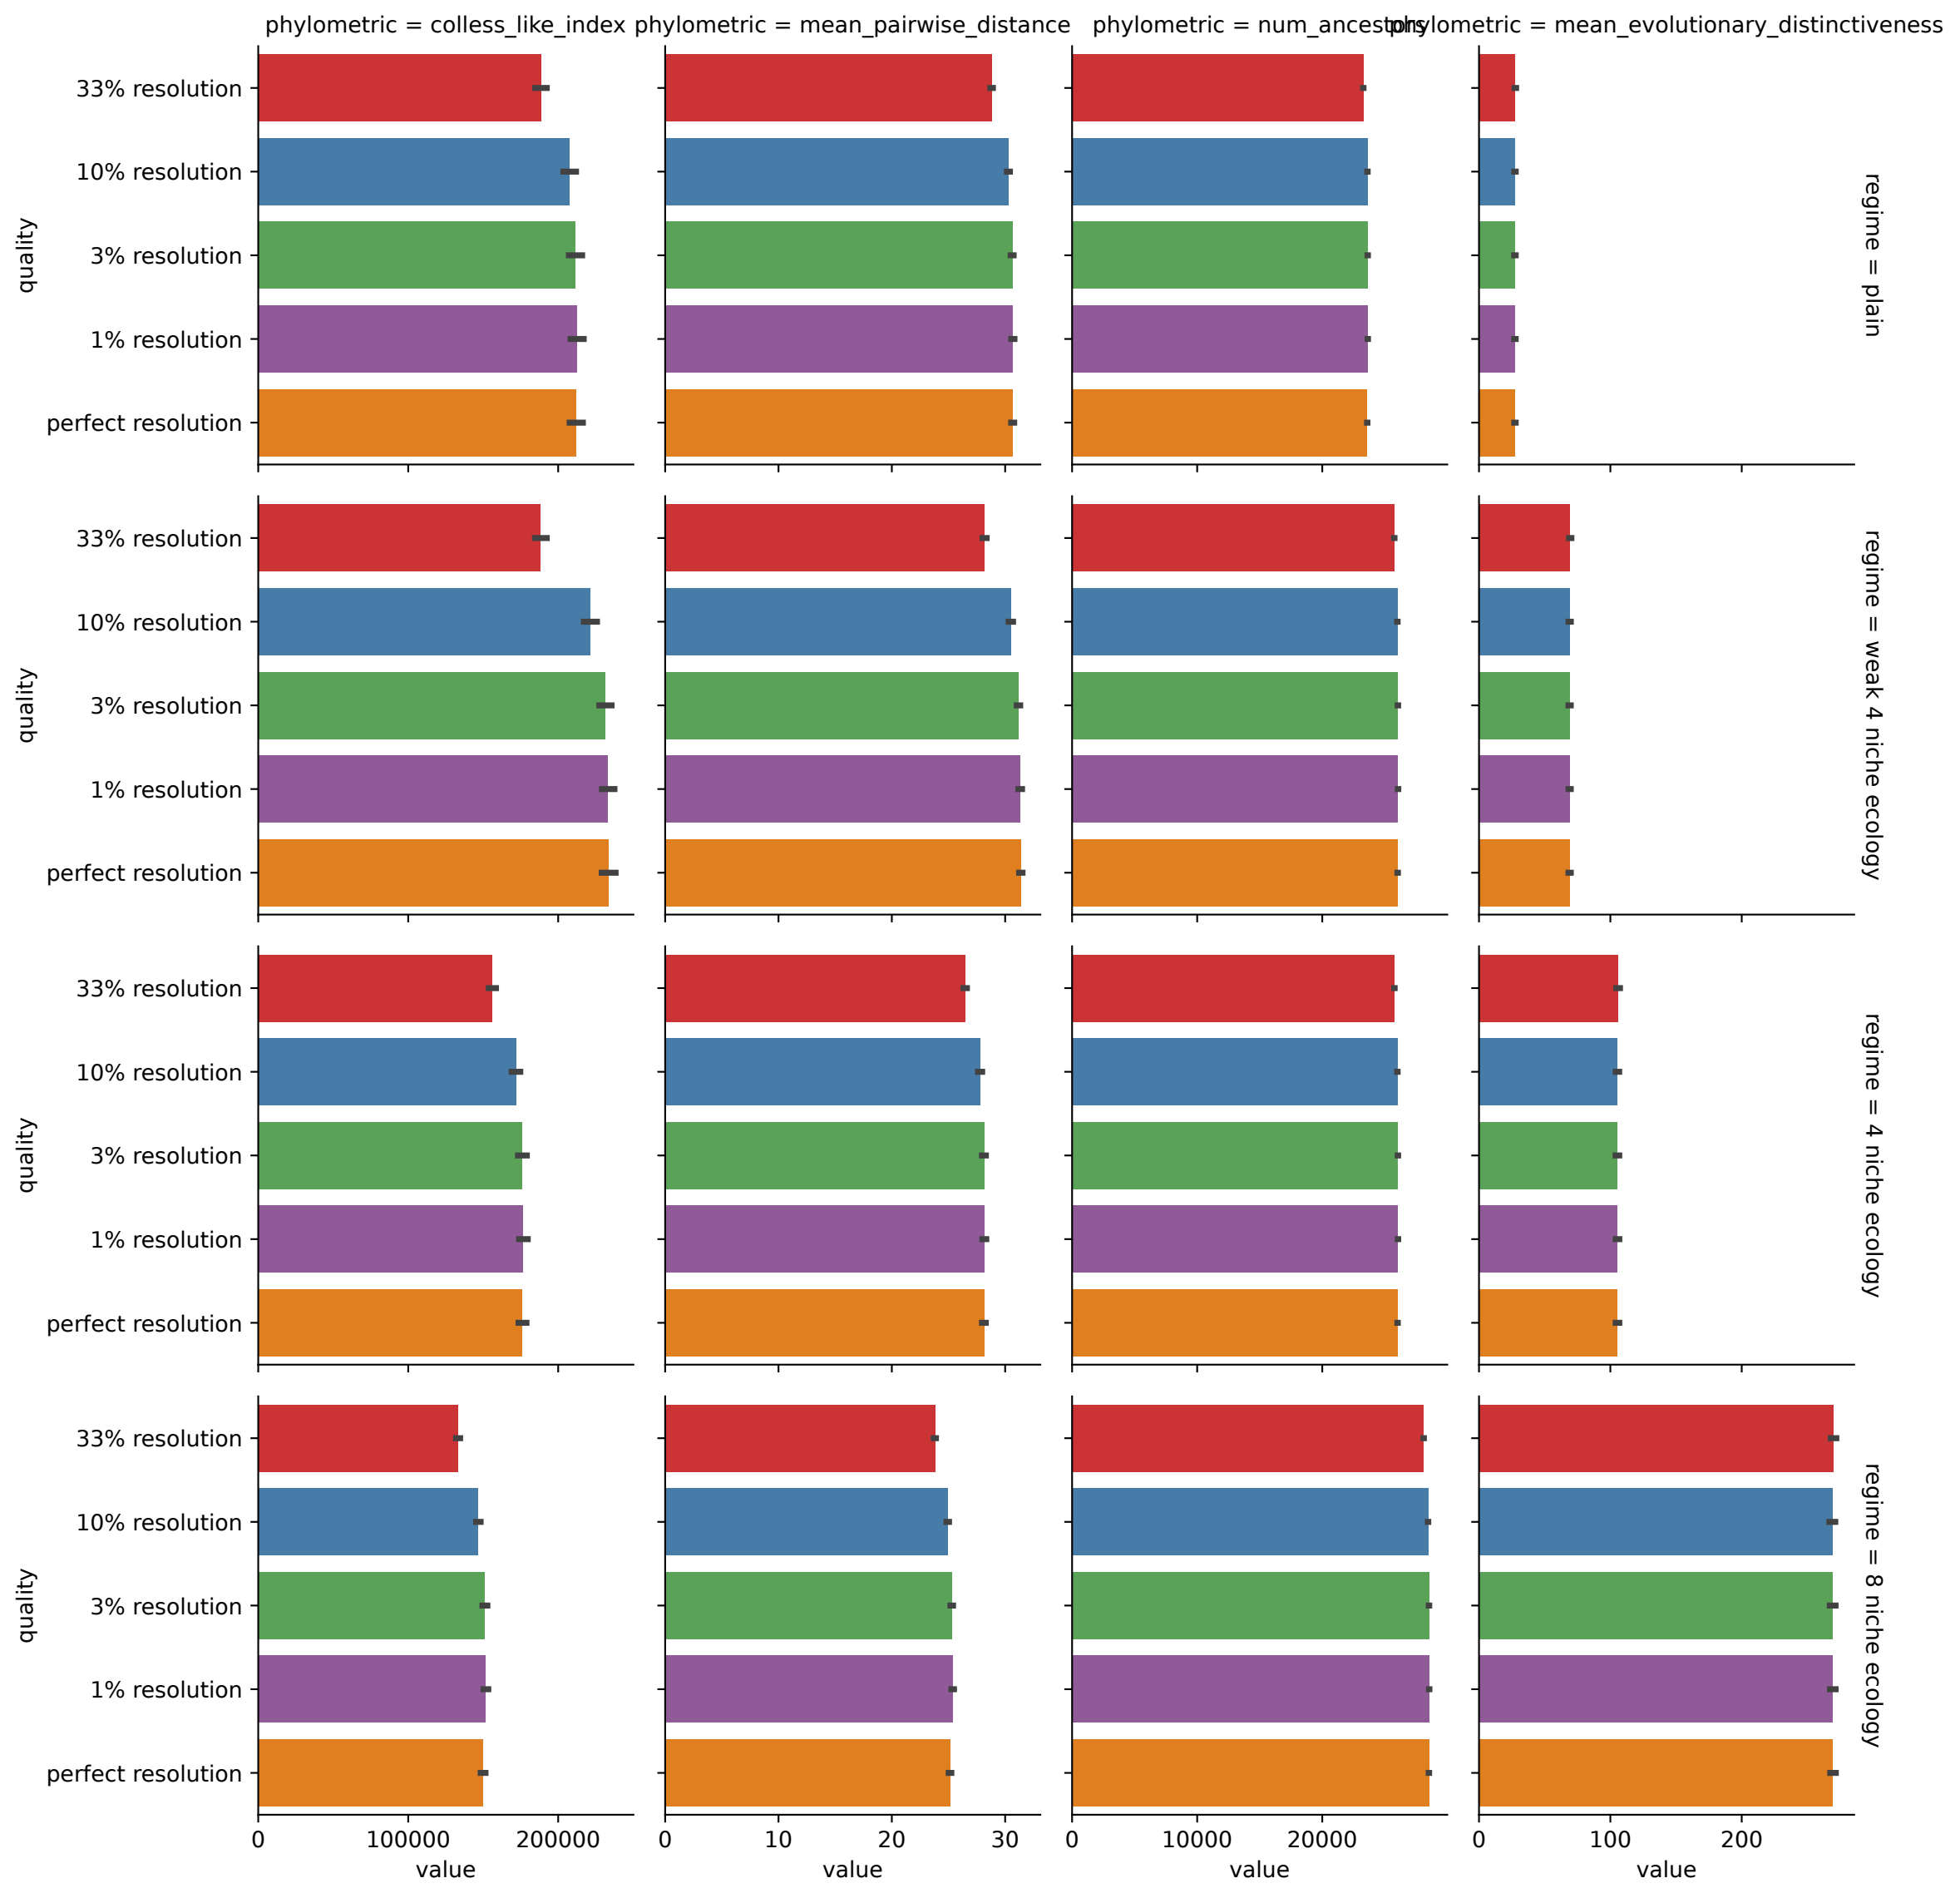 phylometric = colless_like_index
phylometric = mean_pairwise_distance
phylometric = num_ancestors
phylometric = mean_evolutionary_distinctiveness
quality
33% resolution
10% resolution
3% resolution
1% resolution
perfect resolution
regime = plain
quality
33% resolution
10% resolution
3% resolution
1% resolution
perfect resolution
regime = weak 4 niche ecology
quality
33% resolution
10% resolution
3% resolution
1% resolution
perfect resolution
regime = 4 niche ecology
quality
33% resolution
10% resolution
3% resolution
1% resolution
perfect resolution
regime = 8 niche ecology
0 100000 200000
0 10 20 30
0 10000 20000
0 100 200
value
value
value
value